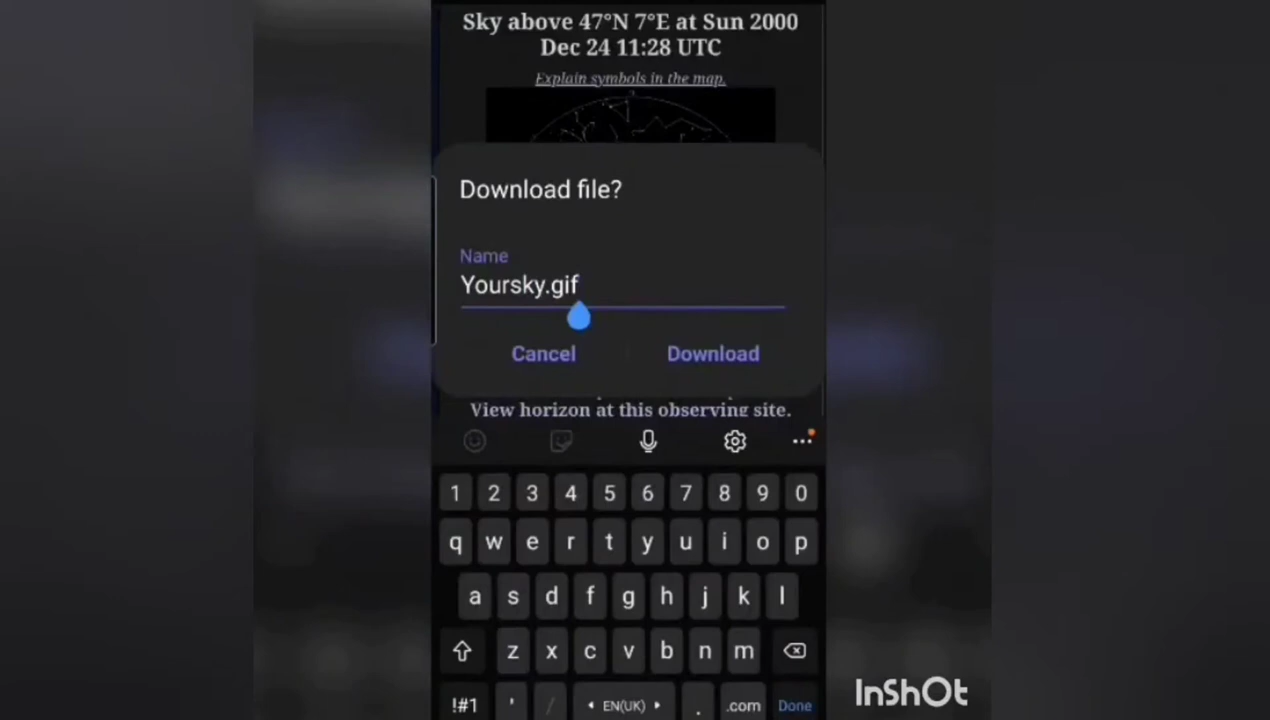 Sky above 47°N 7°E at Sun 2000
Dec 24 11:28 UTC
Explain symbols in the map.
Download file?
Name
Yoursky.gif
Cancel Download
View horizon at this observing site.
1 2 3 4 5 6 7 8 9 0
q w e r t y u i o p
a s d f g h j k l
z x c v b n m
!#1 ' / EN(UK) . .com Done
InShOt